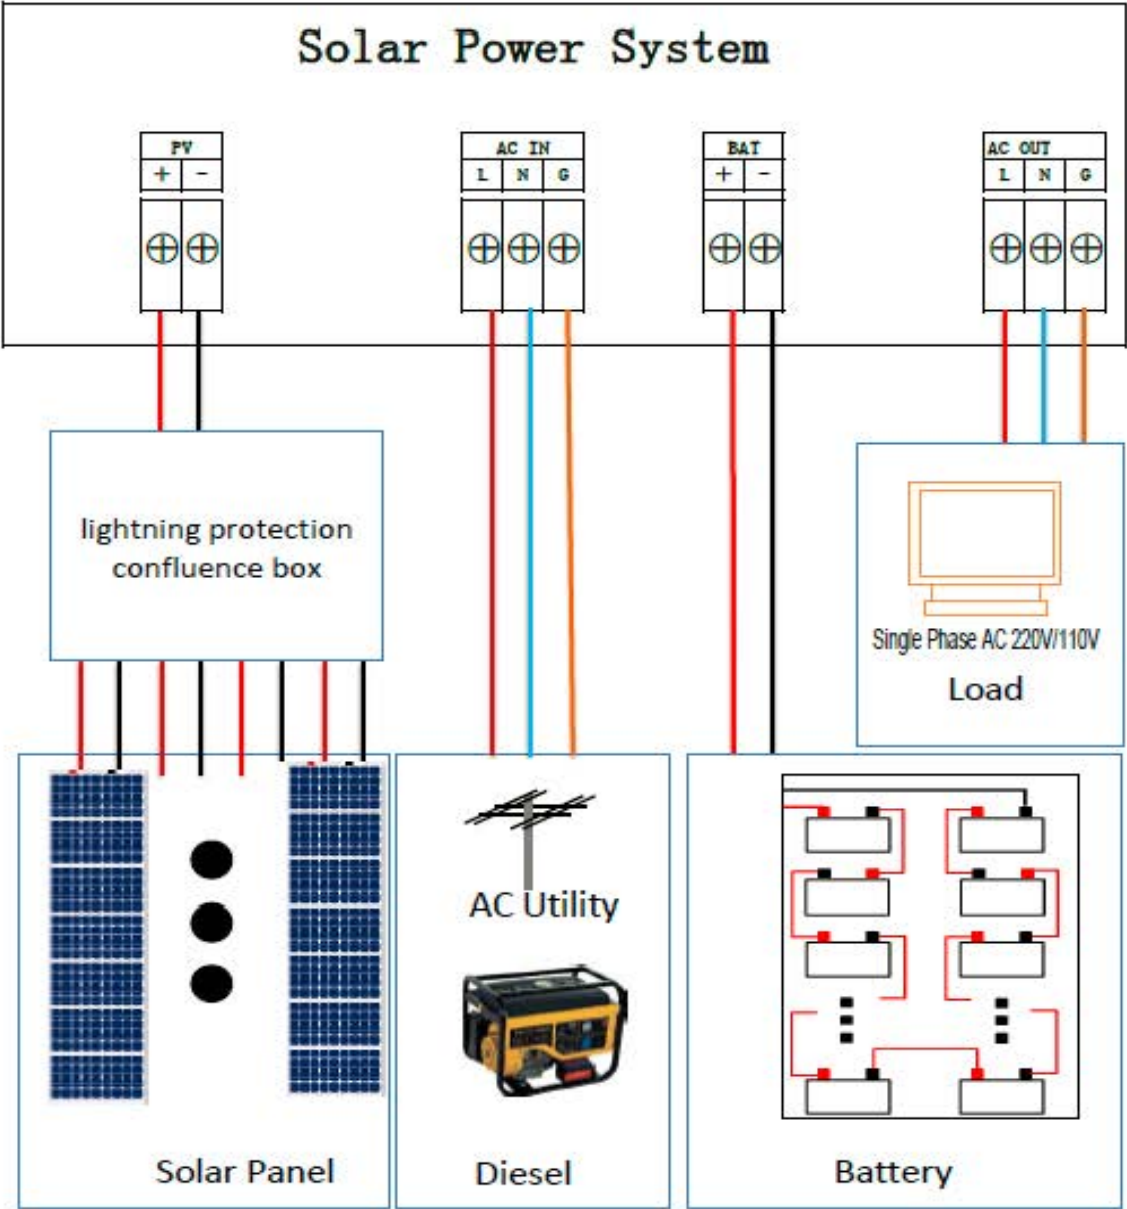 Solar Power System
PV
+ -
AC IN
L N G
BAT
+ -
AC OUT
L N G
lightning protection
confluence box
Single Phase AC 220V/110V
Load
AC Utility
Solar Panel
Diesel
Battery